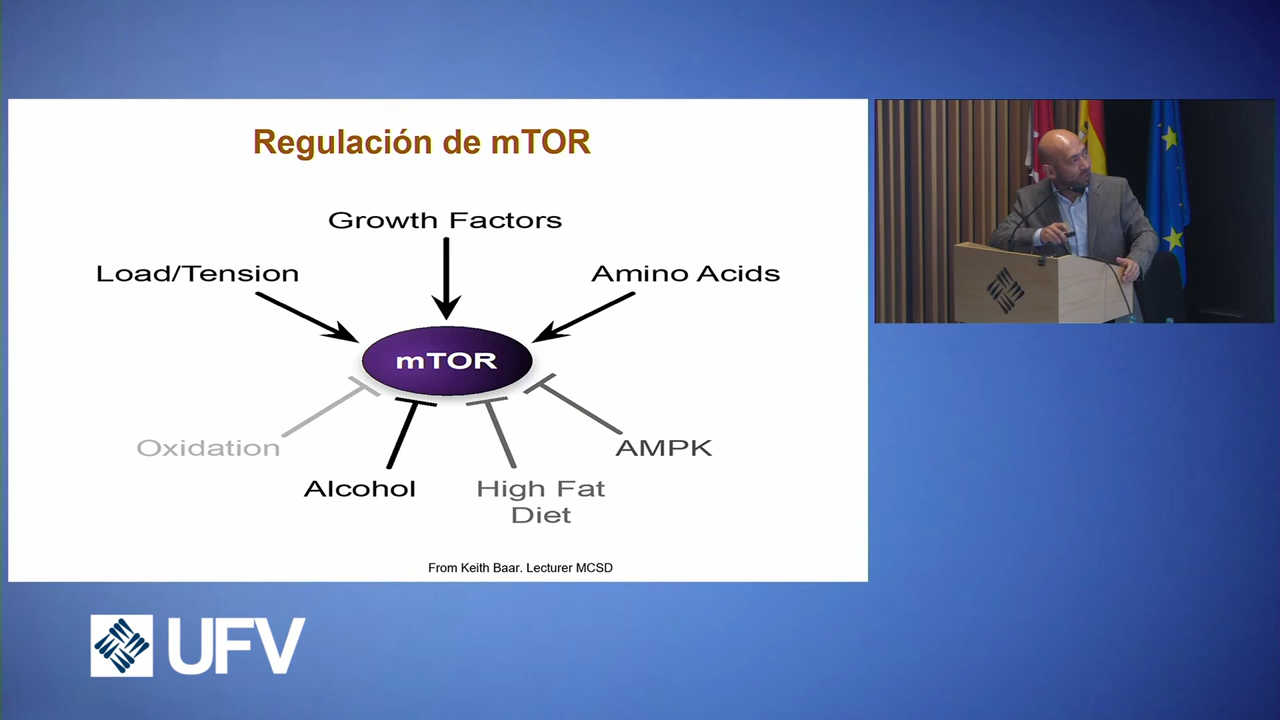 Regulación de mTOR
Growth Factors
Load/Tension
Amino Acids
mTOR
Oxidation
AMPK
Alcohol
High Fat
Diet
From Keith Baar. Lecturer MCSD
UFV